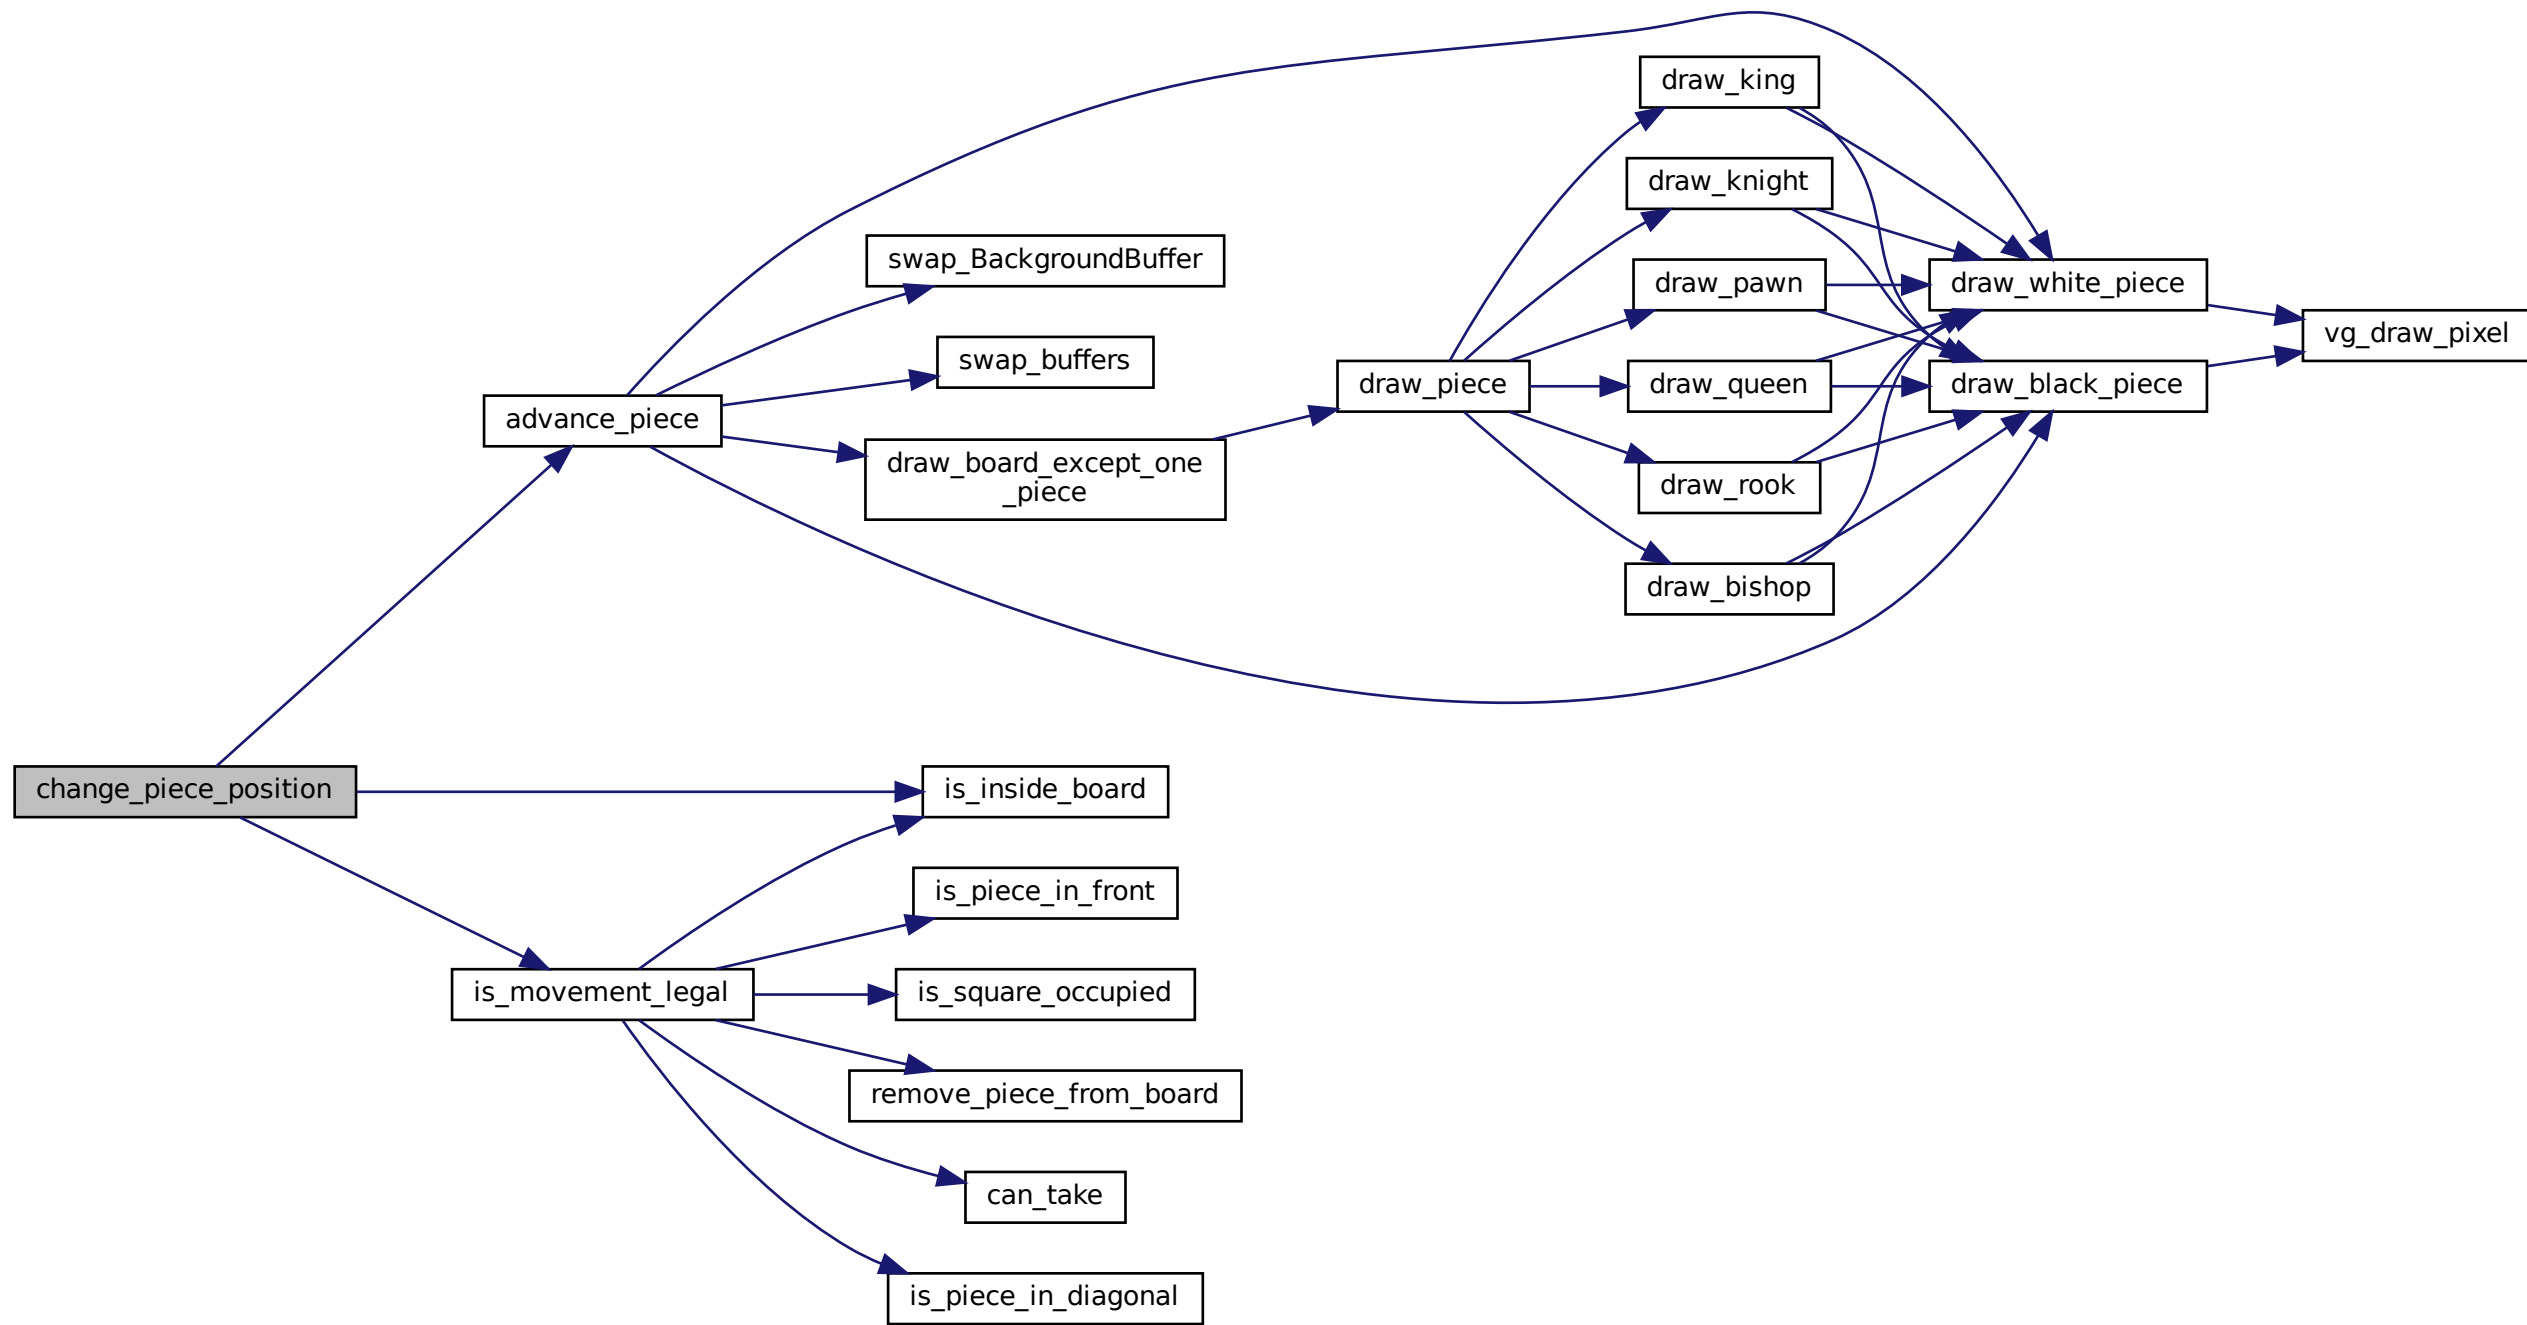 draw_king
draw_knight
swap_BackgroundBuffer
draw_pawn
draw_white_piece
vg_draw_pixel
swap_buffers
draw_piece
draw_queen
draw_black_piece
advance_piece
draw_board_except_one
_piece
draw_rook
draw_bishop
change_piece_position
is_inside_board
is_piece_in_front
is_movement_legal
is_square_occupied
remove_piece_from_board
can_take
is_piece_in_diagonal